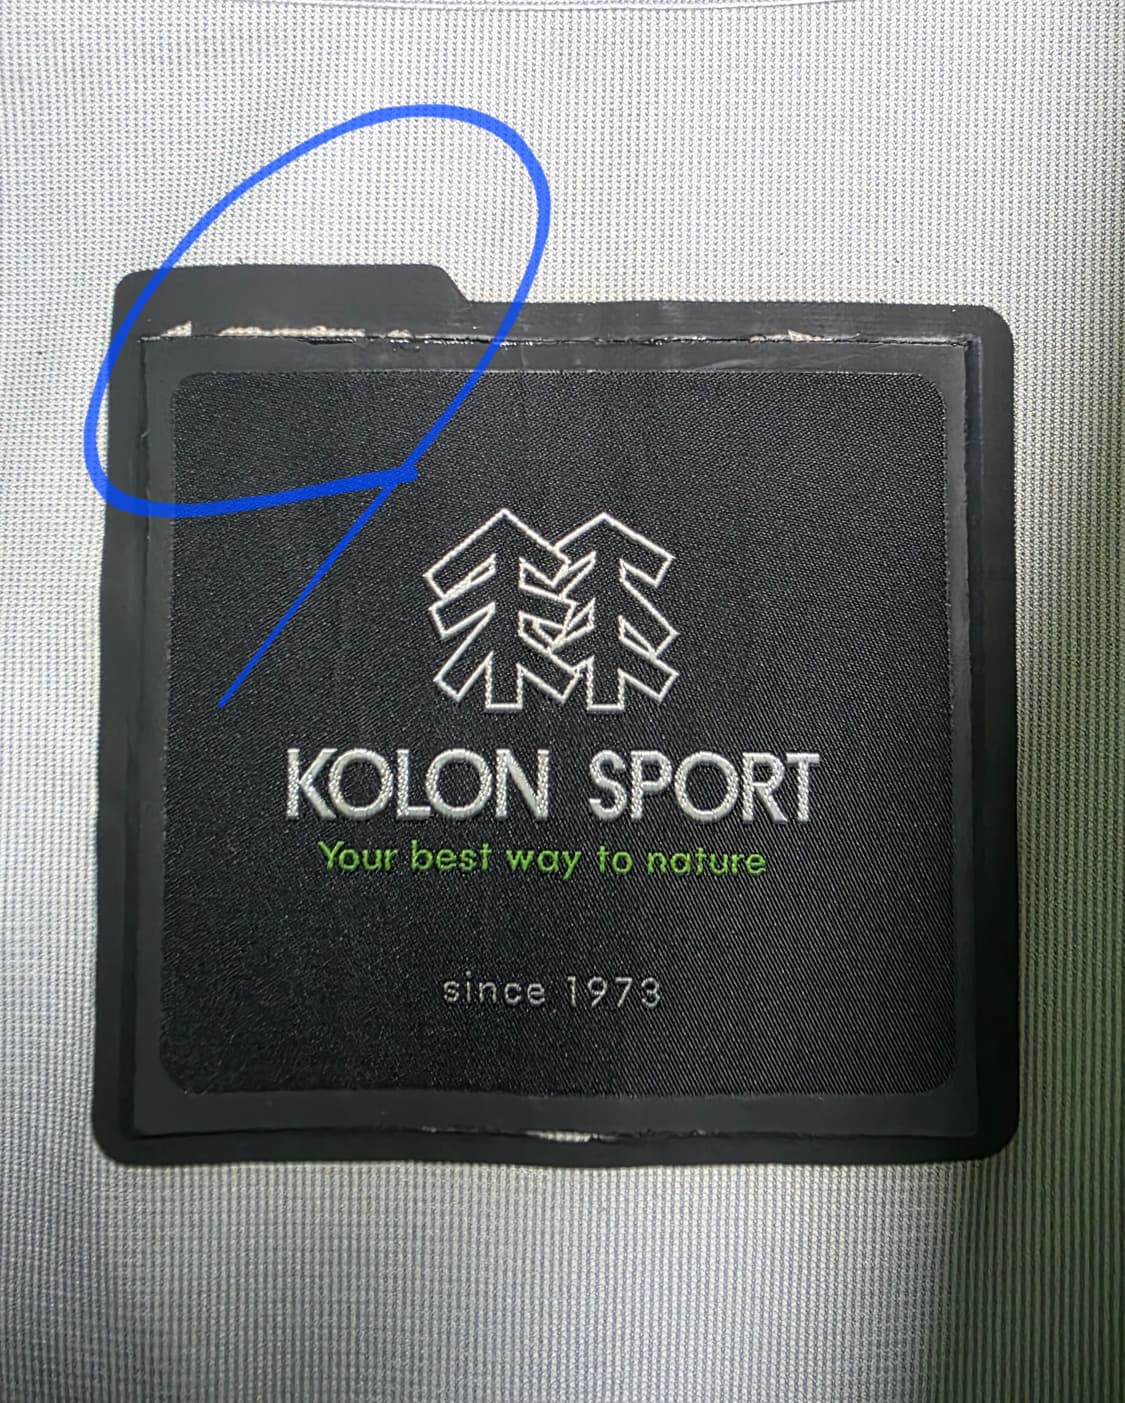 KOLON SPORT
Your best way to nature
since 1973